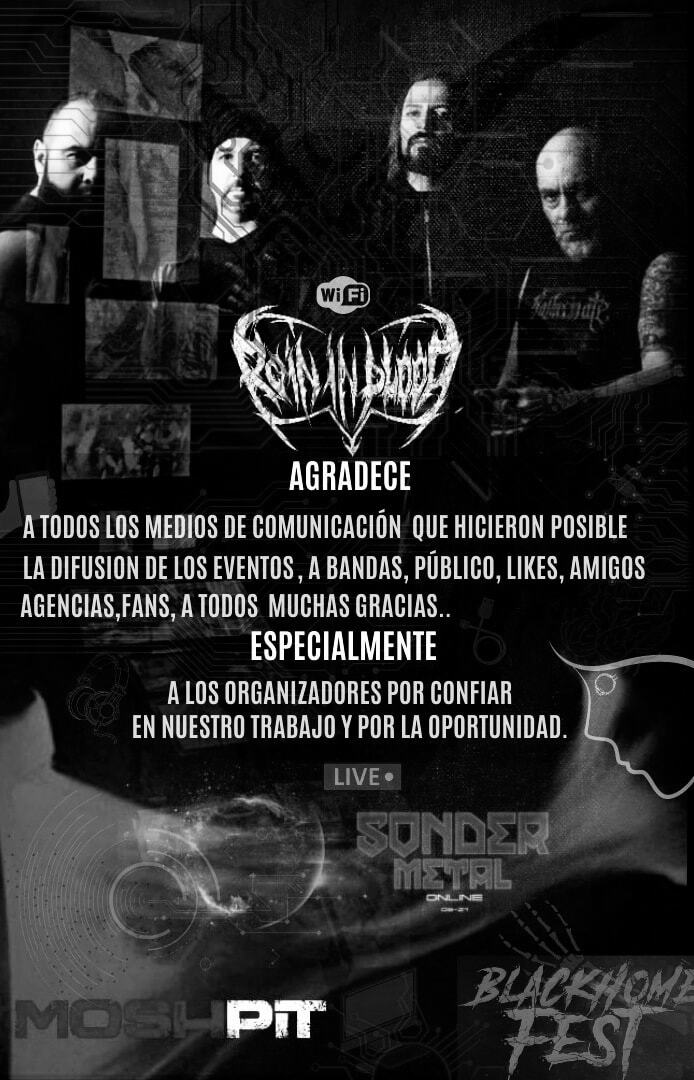 WiFi
AGRADECE
A TODOS LOS MEDIOS DE COMUNICACIÓN QUE HICIERON POSIBLE
LA DIFUSION DE LOS EVENTOS, A BANDAS, PÚBLICO, LIKES, AMIGOS
AGENCIAS,FANS, A TODOS MUCHAS GRACIAS..
ESPECIALMENTE
A LOS ORGANIZADORES POR CONFIAR
EN NUESTRO TRABAJO Y POR LA OPORTUNIDAD.
LIVE
SONDER
METAL
ONLINE
MOSHPIT
BLACKHOME
FEST